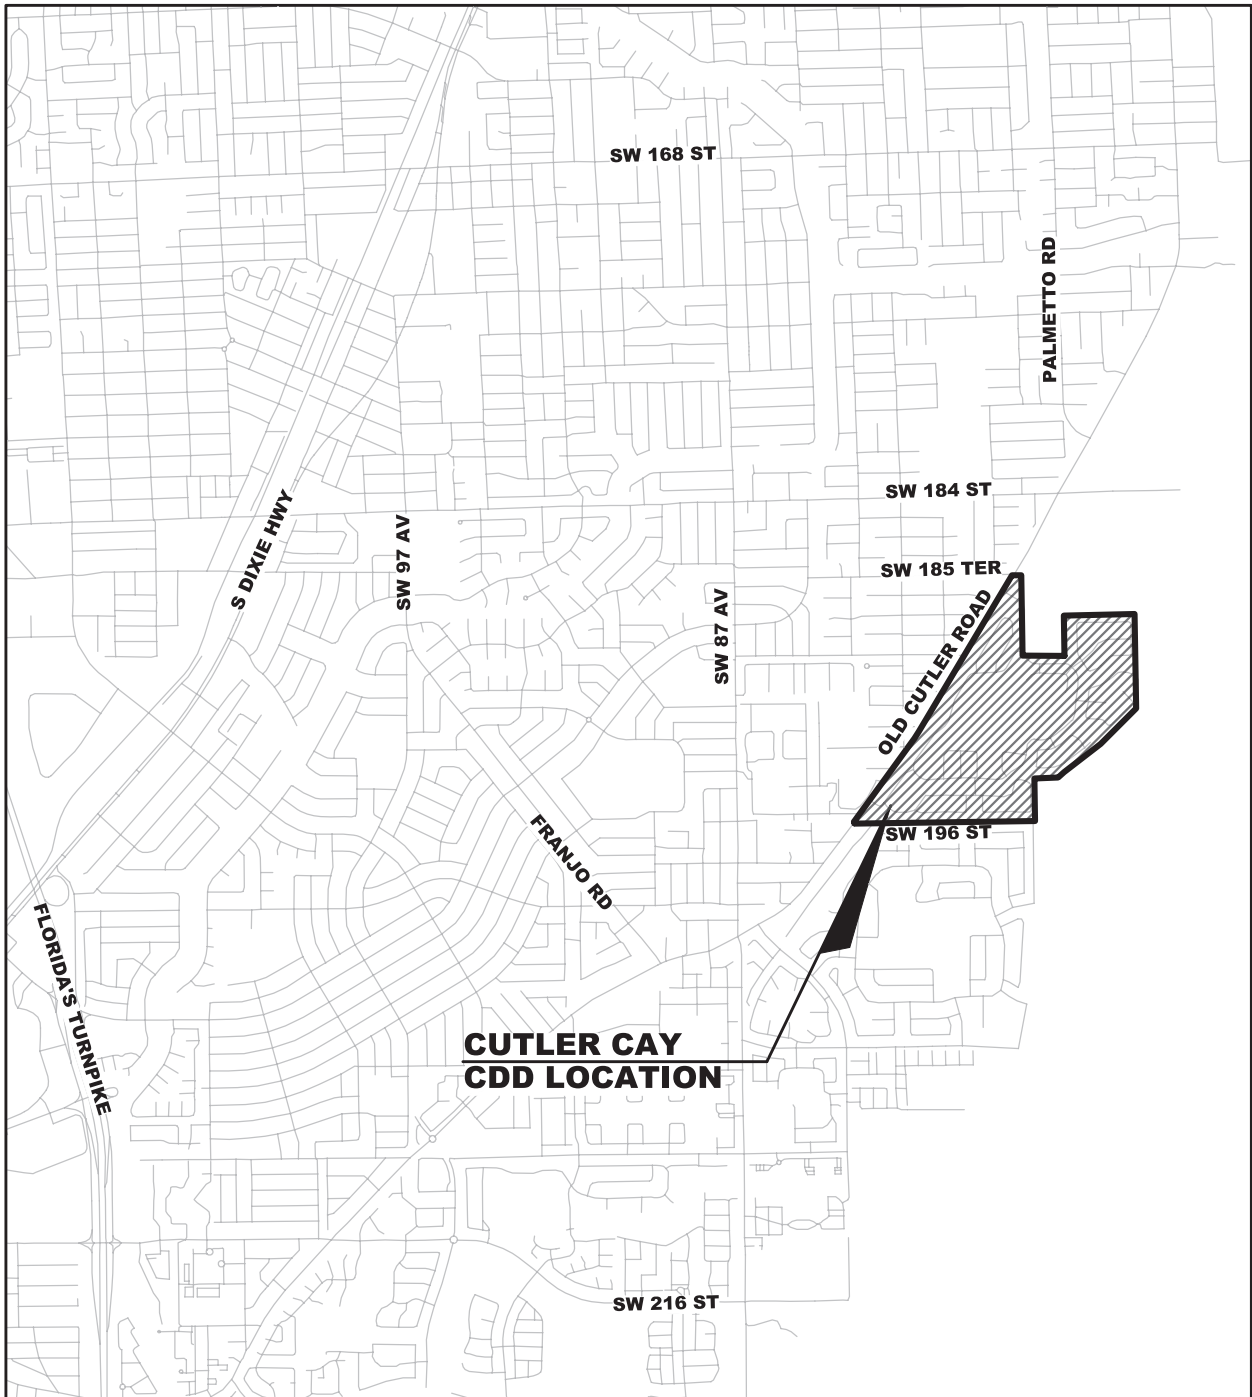 SW 168 ST
PALMETTO RD
SW 184 ST
S DIXIE HWY
SW 97 AV
SW 185 TER
SW 87 AV
OLD CUTLER ROAD
FRANJO RD
SW 196 ST
FLORIDA'S TURNPIKE
CUTLER CAY
CDD LOCATION
SW 216 ST